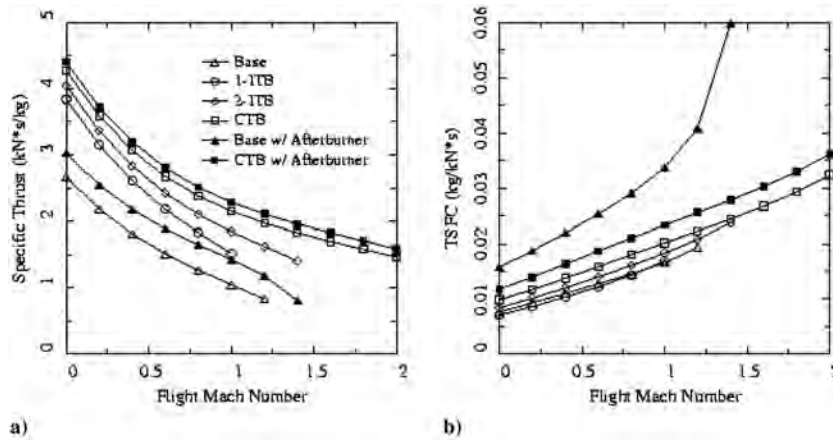 5
4
3
2
1
0
Specific Thrust (kN*s/kg)
Base
1-ITB
2-ITB
CTB
Base w/ Afterburner
CTB w/ Afterburner
0 0.5 1 1.5 2
Flight Mach Number
a)
0.06
0.05
0.04
0.03
0.02
0.01
0
TSFC (kg/kN*s)
0 0.5 1 1.5 2
Flight Mach Number
b)